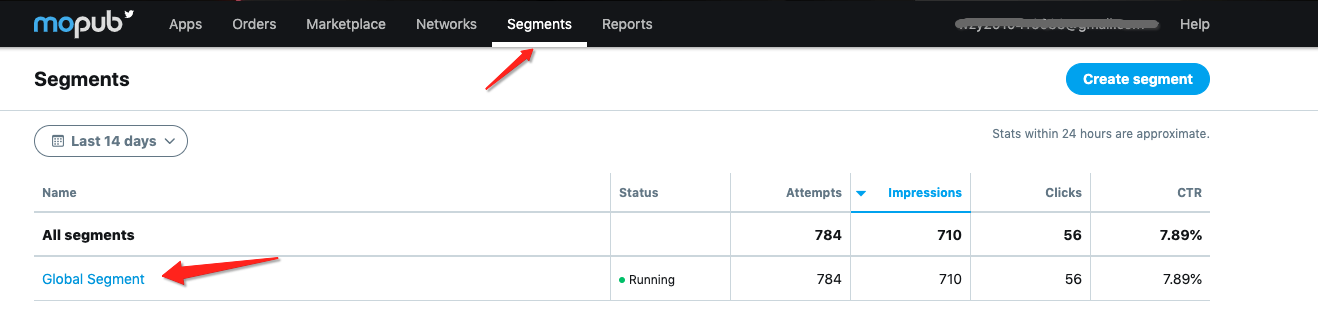 mopub Apps Orders Marketplace Networks Segments Reports Help
Segments Create segment
Last 14 days Stats within 24 hours are approximate.
Name Status Attempts Impressions Clicks CTR
All segments 784 710 56 7.89%
Global Segment Running 784 710 56 7.89%